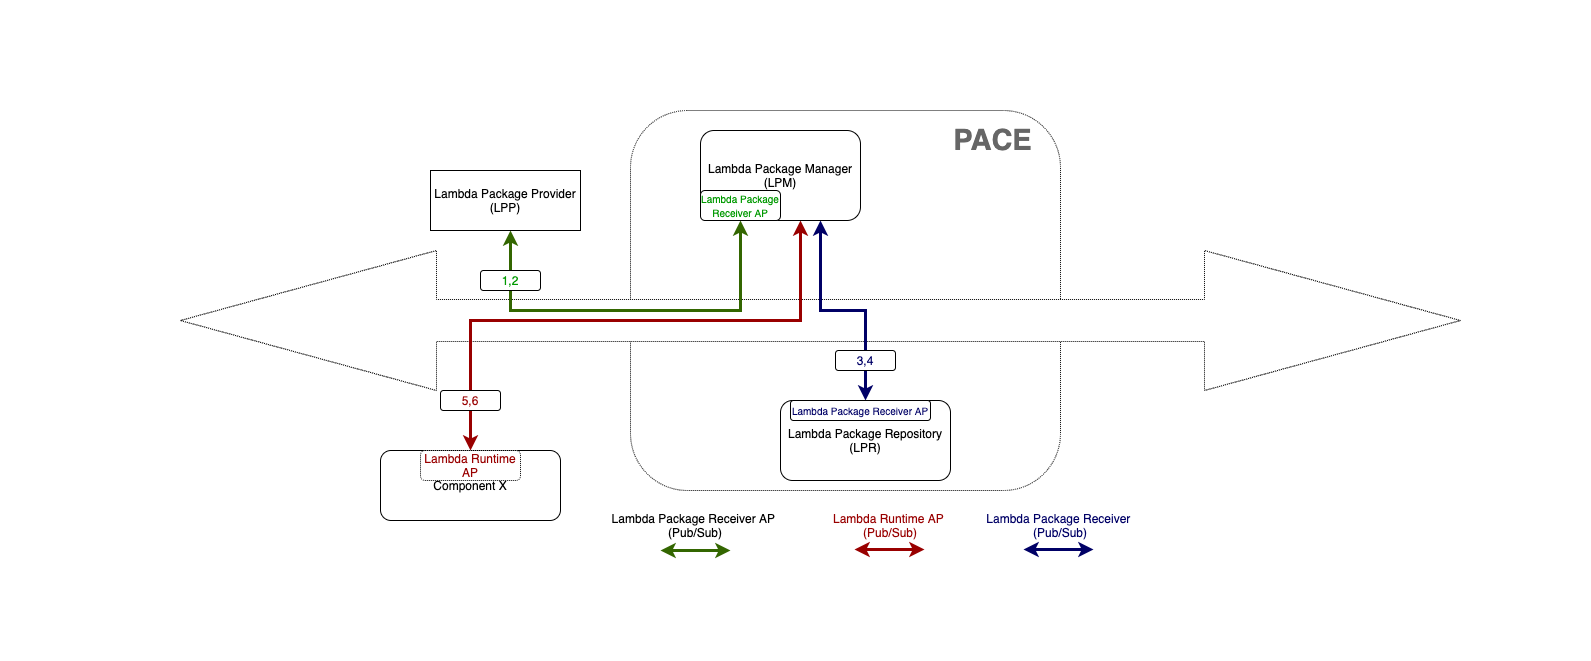 PACE
Lambda Package Manager
(LPM)
Lambda Package
Receiver AP
Lambda Package Provider
(LPP)
1,2
3,4
5,6
Lambda Package Receiver AP
Lambda Package Repository
(LPR)
Lambda Runtime
AP
Component X
Lambda Package Receiver AP
(Pub/Sub)
Lambda Runtime AP
(Pub/Sub)
Lambda Package Receiver
(Pub/Sub)